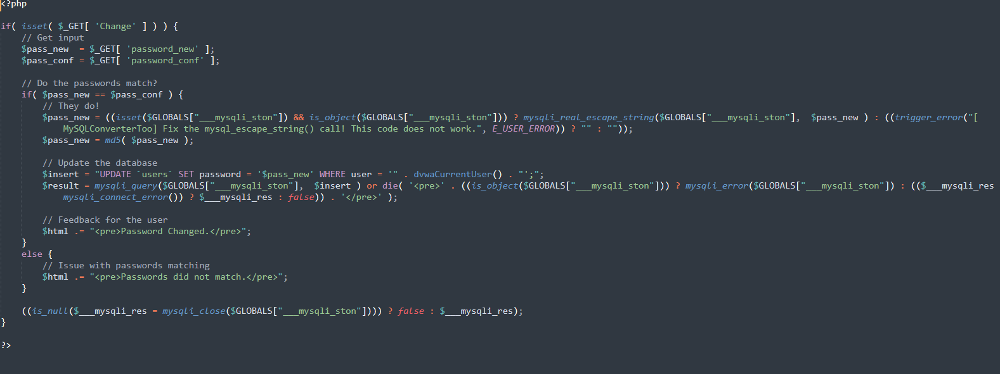 <?php
if( isset( $_GET[ 'Change' ] ) ) {
// Get input
$pass_new  = $_GET[ 'password_new' ];
$pass_conf = $_GET[ 'password_conf' ];
// Do the passwords match?
if( $pass_new == $pass_conf ) {
// They do!
$pass_new = ((isset($GLOBALS["___mysqli_ston"]) && is_object($GLOBALS["___mysqli_ston"])) ? mysqli_real_escape_string($GLOBALS["___mysqli_ston"],  $pass_new ) : ((trigger_error("[
MySQLConverterToo] Fix the mysql_escape_string() call! This code does not work.", E_USER_ERROR)) ? "" : ""));
$pass_new = md5( $pass_new );
// Update the database
$insert = "UPDATE `users` SET password = '$pass_new' WHERE user = '" . dvwaCurrentUser() . "';";
$result = mysqli_query($GLOBALS["___mysqli_ston"],  $insert ) or die( '<pre>' . ((is_object($GLOBALS["___mysqli_ston"])) ? mysqli_error($GLOBALS["___mysqli_ston"]) : (($___mysqli_res
mysqli_connect_error()) ? $___mysqli_res : false)) . '</pre>' );
// Feedback for the user
$html .= "<pre>Password Changed.</pre>";
}
else {
// Issue with passwords matching
$html .= "<pre>Passwords did not match.</pre>";
}
((is_null($___mysqli_res = mysqli_close($GLOBALS["___mysqli_ston"]))) ? false : $___mysqli_res);
}
?>